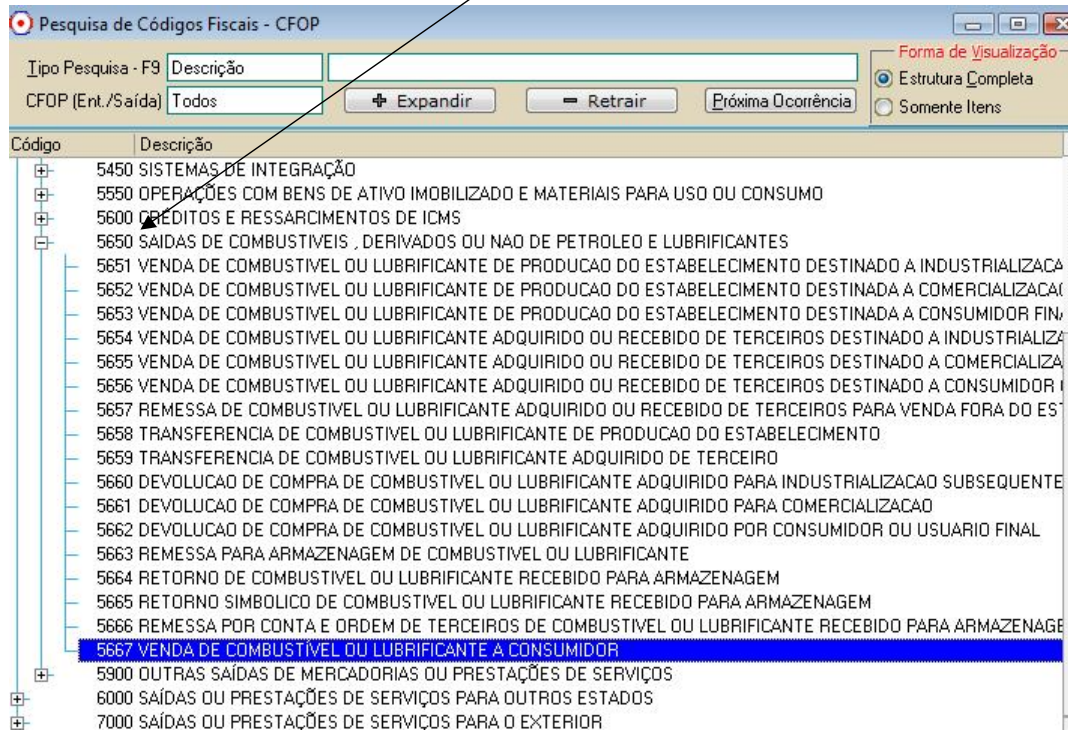 Pesquisa de Códigos Fiscais - CFOP
Tipo Pesquisa - F9 Descrição
Forma de Visualização
Estrutura Completa
CFOP (Ent./Saída) Todos + Expandir - Retrair Próxima Ocorrência
Somente Itens
Código Descrição
5450 SISTEMAS DE INTEGRAÇÃO
5550 OPERAÇÕES COM BENS DE ATIVO IMOBILIZADO E MATERIAIS PARA USO OU CONSUMO
5600 CRÉDITOS E RESSARCIMENTOS DE ICMS
5650 SAIDAS DE COMBUSTIVEIS , DERIVADOS OU NAO DE PETROLEO E LUBRIFICANTES
5651 VENDA DE COMBUSTIVEL OU LUBRIFICANTE DE PRODUCAO DO ESTABELECIMENTO DESTINADO A INDUSTRIALIZACA
5652 VENDA DE COMBUSTIVEL OU LUBRIFICANTE DE PRODUCAO DO ESTABELECIMENTO DESTINADA A COMERCIALIZACA
5653 VENDA DE COMBUSTIVEL OU LUBRIFICANTE DE PRODUCAO DO ESTABELECIMENTO DESTINADA A CONSUMIDOR FIN
5654 VENDA DE COMBUSTIVEL OU LUBRIFICANTE ADQUIRIDO OU RECEBIDO DE TERCEIROS DESTINADO A INDUSTRIALIZA
5655 VENDA DE COMBUSTIVEL OU LUBRIFICANTE ADQUIRIDO OU RECEBIDO DE TERCEIROS DESTINADO A COMERCIALIZA
5656 VENDA DE COMBUSTIVEL OU LUBRIFICANTE ADQUIRIDO OU RECEBIDO DE TERCEIROS DESTINADO A CONSUMIDOR
5657 REMESSA DE COMBUSTIVEL OU LUBRIFICANTE ADQUIRIDO OU RECEBIDO DE TERCEIROS PARA VENDA FORA DO EST
5658 TRANSFERENCIA DE COMBUSTIVEL OU LUBRIFICANTE DE PRODUCAO DO ESTABELECIMENTO
5659 TRANSFERENCIA DE COMBUSTIVEL OU LUBRIFICANTE ADQUIRIDO DE TERCEIRO
5660 DEVOLUCAO DE COMPRA DE COMBUSTIVEL OU LUBRIFICANTE ADQUIRIDO PARA INDUSTRIALIZACAO SUBSEQUENTE
5661 DEVOLUCAO DE COMPRA DE COMBUSTIVEL OU LUBRIFICANTE ADQUIRIDO PARA COMERCIALIZACAO
5662 DEVOLUCAO DE COMPRA DE COMBUSTIVEL OU LUBRIFICANTE ADQUIRIDO POR CONSUMIDOR OU USUARIO FINAL
5663 REMESSA PARA ARMAZENAGEM DE COMBUSTIVEL OU LUBRIFICANTE
5664 RETORNO DE COMBUSTIVEL OU LUBRIFICANTE RECEBIDO PARA ARMAZENAGEM
5665 RETORNO SIMBOLICO DE COMBUSTIVEL OU LUBRIFICANTE RECEBIDO PARA ARMAZENAGEM
5666 REMESSA POR CONTA E ORDEM DE TERCEIROS DE COMBUSTIVEL OU LUBRIFICANTE RECEBIDO PARA ARMAZENAGE
5667 VENDA DE COMBUSTÍVEL OU LUBRIFICANTE A CONSUMIDOR
5900 OUTRAS SAÍDAS DE MERCADORIAS OU PRESTAÇÕES DE SERVIÇOS
6000 SAÍDAS OU PRESTAÇÕES DE SERVIÇOS PARA OUTROS ESTADOS
7000 SAÍDAS OU PRESTAÇÕES DE SERVIÇOS PARA O EXTERIOR